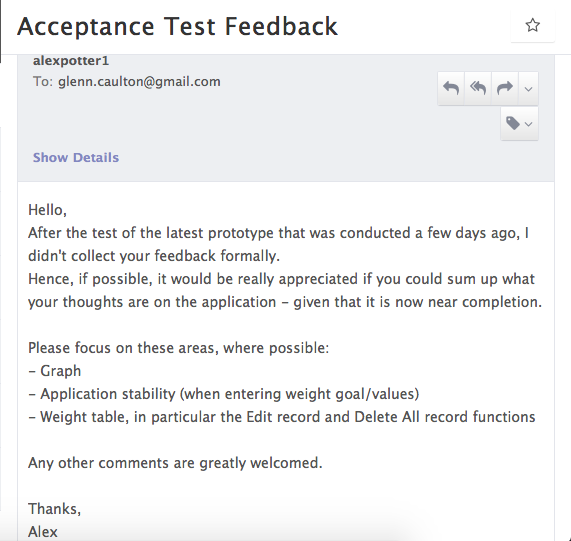 Acceptance Test Feedback
alexpotter1
To: glenn.caulton@gmail.com
Show Details
Hello,
After the test of the latest prototype that was conducted a few days ago, I
didn't collect your feedback formally.
Hence, if possible, it would be really appreciated if you could sum up what
your thoughts are on the application – given that it is now near completion.
Please focus on these areas, where possible:
– Graph
– Application stability (when entering weight goal/values)
– Weight table, in particular the Edit record and Delete All record functions
Any other comments are greatly welcomed.
Thanks,
Alex